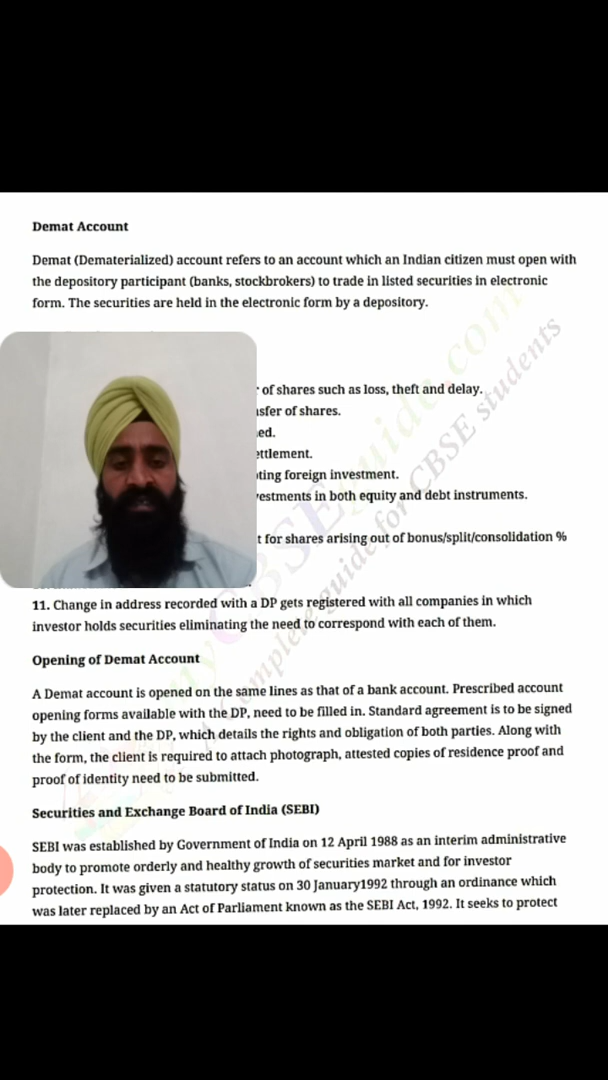 Demat Account
Demat (Dematerialized) account refers to an account which an Indian citizen must open with
the depository participant (banks, stockbrokers) to trade in listed securities in electronic
form. The securities are held in the electronic form by a depository.
of shares such as loss, theft and delay.
of shares.
foreign investment.
in both equity and debt instruments.
for shares arising out of bonus/split/consolidation %
11. Change in address recorded with a DP gets registered with all companies in which
investor holds securities eliminating the need to correspond with each of them.
Opening of Demat Account
A Demat account is opened on the same lines as that of a bank account. Prescribed account
opening forms available with the DP, need to be filled in. Standard agreement is to be signed
by the client and the DP, which details the rights and obligation of both parties. Along with
the form, the client is required to attach photograph, attested copies of residence proof and
proof of identity need to be submitted.
Securities and Exchange Board of India (SEBI)
SEBI was established by Government of India on 12 April 1988 as an interim administrative
body to promote orderly and healthy growth of securities market and for investor
protection. It was given a statutory status on 30 January1992 through an ordinance which
was later replaced by an Act of Parliament known as the SEBI Act, 1992. It seeks to protect
myCBSEguide.com
A Complete guide for CBSE students